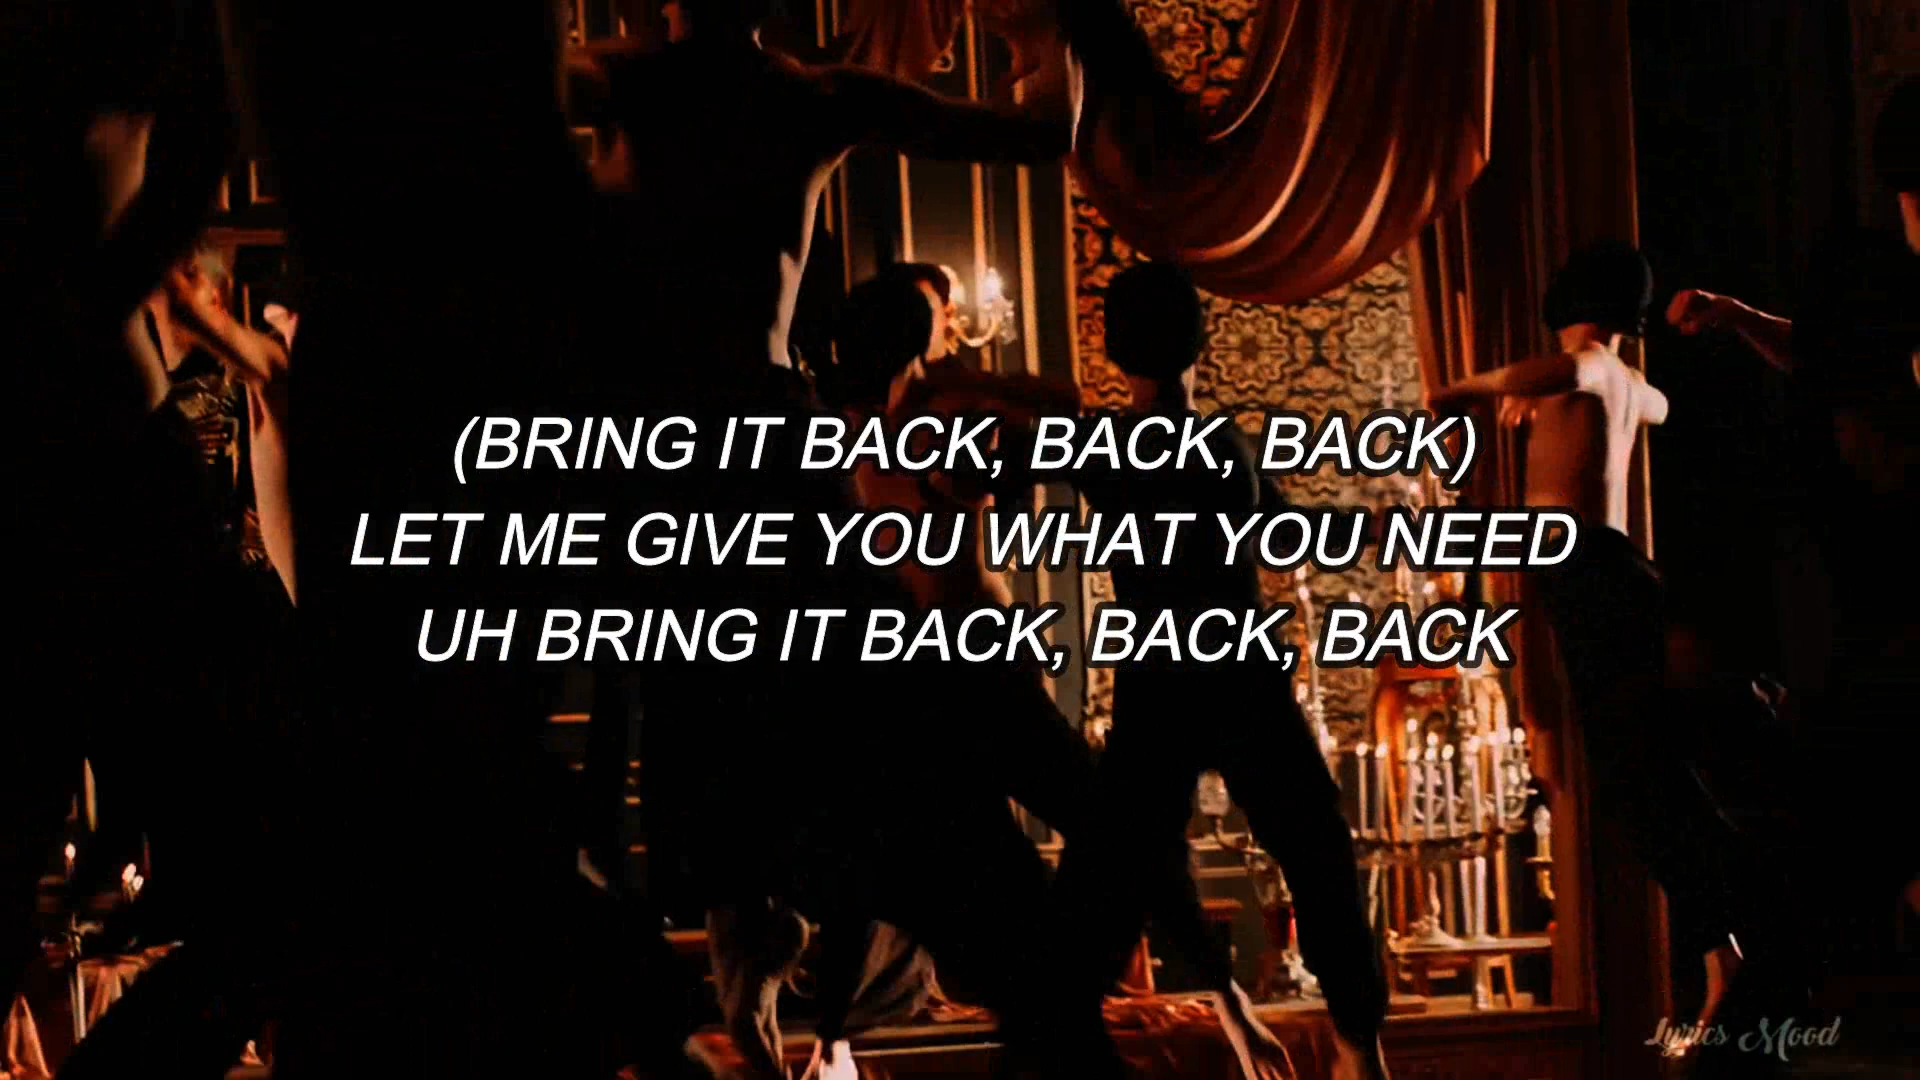 (BRING IT BACK, BACK, BACK)
LET ME GIVE YOU WHAT YOU NEED
UH BRING IT BACK, BACK, BACK
Lyrics Mood